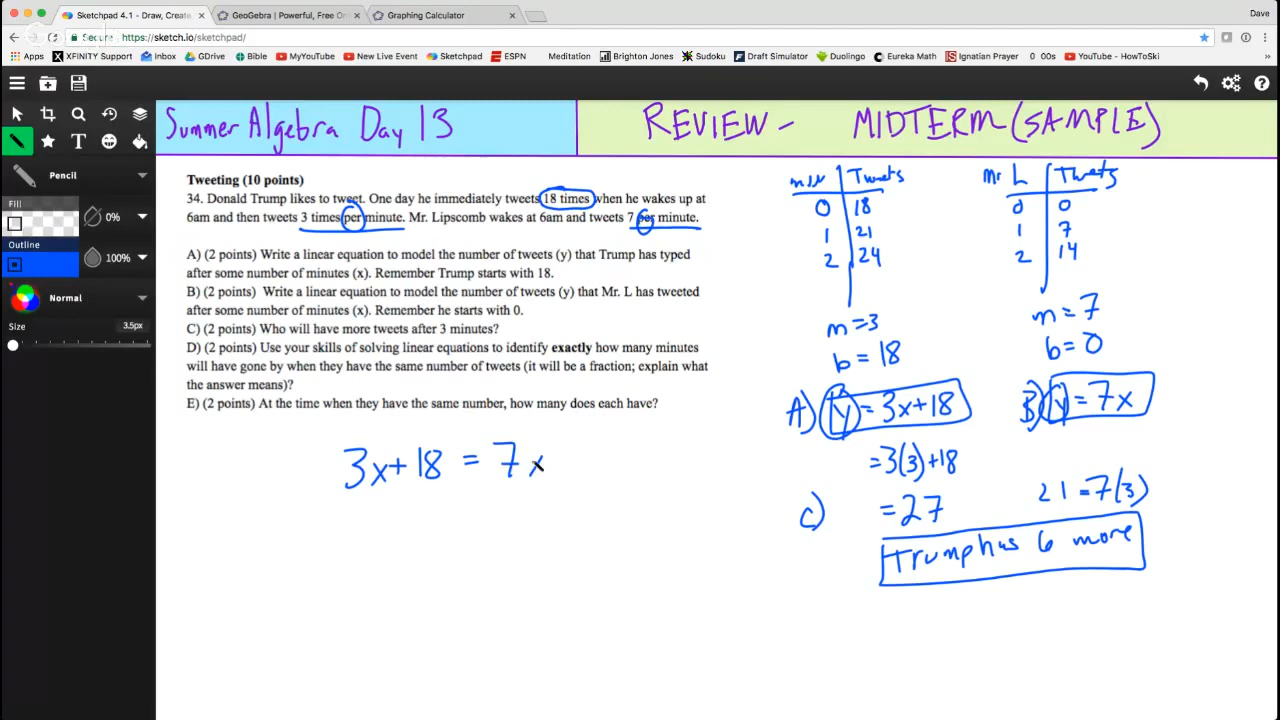 Sketchpad 4.1 - Draw, Create,
GeoGebra | Powerful, Free On
Graphing Calculator
Dave
Secure
https://sketch.io/sketchpad/
Apps
XFINITY Support
Inbox
GDrive
Bible
MyYouTube
New Live Event
Sketchpad
ESPN
Meditation
Brighton Jones
Sudoku
Draft Simulator
Duolingo
Eureka Math
Ignatian Prayer
0 00s
YouTube - HowToSki
»
Pencil
Fill
0%
Outline
100%
Normal
Size
3.5px
Summer Algebra Day 13
REVIEW - MIDTERM (SAMPLE)
Tweeting (10 points)
34. Donald Trump likes to tweet. One day he immediately tweets 18 times when he wakes up at
6am and then tweets 3 times per minute. Mr. Lipscomb wakes at 6am and tweets 7 per minute.
A) (2 points) Write a linear equation to model the number of tweets (y) that Trump has typed
after some number of minutes (x). Remember Trump starts with 18.
B) (2 points) Write a linear equation to model the number of tweets (y) that Mr. L has tweeted
after some number of minutes (x). Remember he starts with 0.
C) (2 points) Who will have more tweets after 3 minutes?
D) (2 points) Use your skills of solving linear equations to identify exactly how many minutes
will have gone by when they have the same number of tweets (it will be a fraction; explain what
the answer means)?
E) (2 points) At the time when they have the same number, how many does each have?
3x+18 = 7x
Tweets
0 18
1 21
2 24
m=3
b=18
A) y=3x+18
=3(3)+18
C) =27
Mr L Tweets
0 0
1 7
2 14
m=7
b=0
B) y=7x
21=7(3)
Trump has 6 more